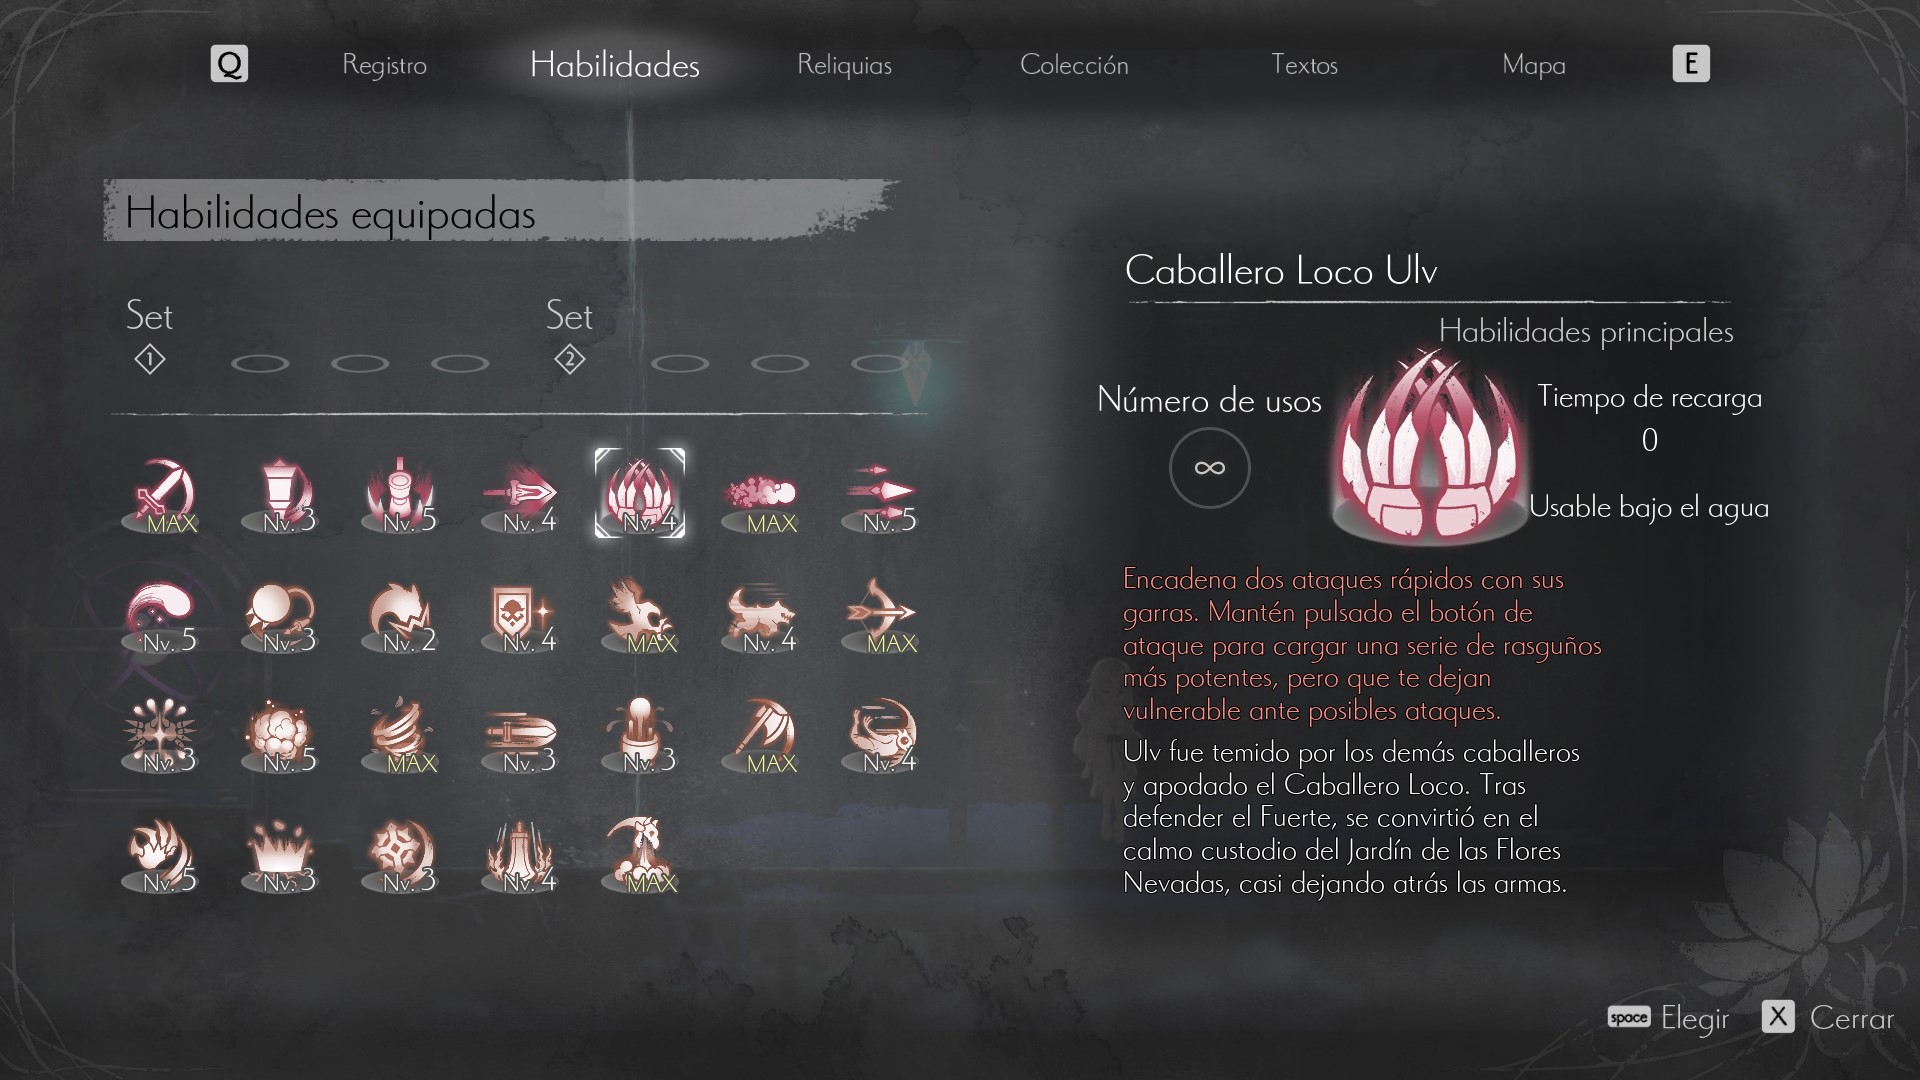 Q Registro Habilidades Reliquias Colección Textos Mapa E
Habilidades equipadas
Set Set
1 2
MAX Nv. 3 Nv. 5 Nv. 4 Nv. 4 MAX Nv. 5
Nv. 5 Nv. 3 Nv. 2 Nv. 4 MAX Nv. 4 MAX
Nv. 3 Nv. 5 MAX Nv. 3 Nv. 3 MAX Nv. 4
Nv. 5 Nv. 3 Nv. 3 Nv. 4 MAX
Caballero Loco Ulv
Habilidades principales
Número de usos
∞
Tiempo de recarga
0
Usable bajo el agua
Encadena dos ataques rápidos con sus
garras. Mantén pulsado el botón de
ataque para cargar una serie de rasguños
más potentes, pero que te dejan
vulnerable ante posibles ataques.
Ulv fue temido por los demás caballeros
y apodado el Caballero Loco. Tras
defender el Fuerte, se convirtió en el
calmo custodio del Jardín de las Flores
Nevadas, casi dejando atrás las armas.
space Elegir X Cerrar